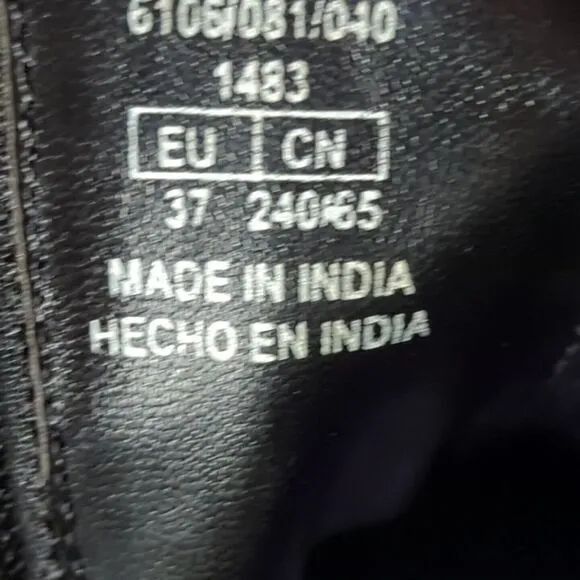 6106/081/040
1483
EU CN
37 240/65
MADE IN INDIA
HECHO EN INDIA